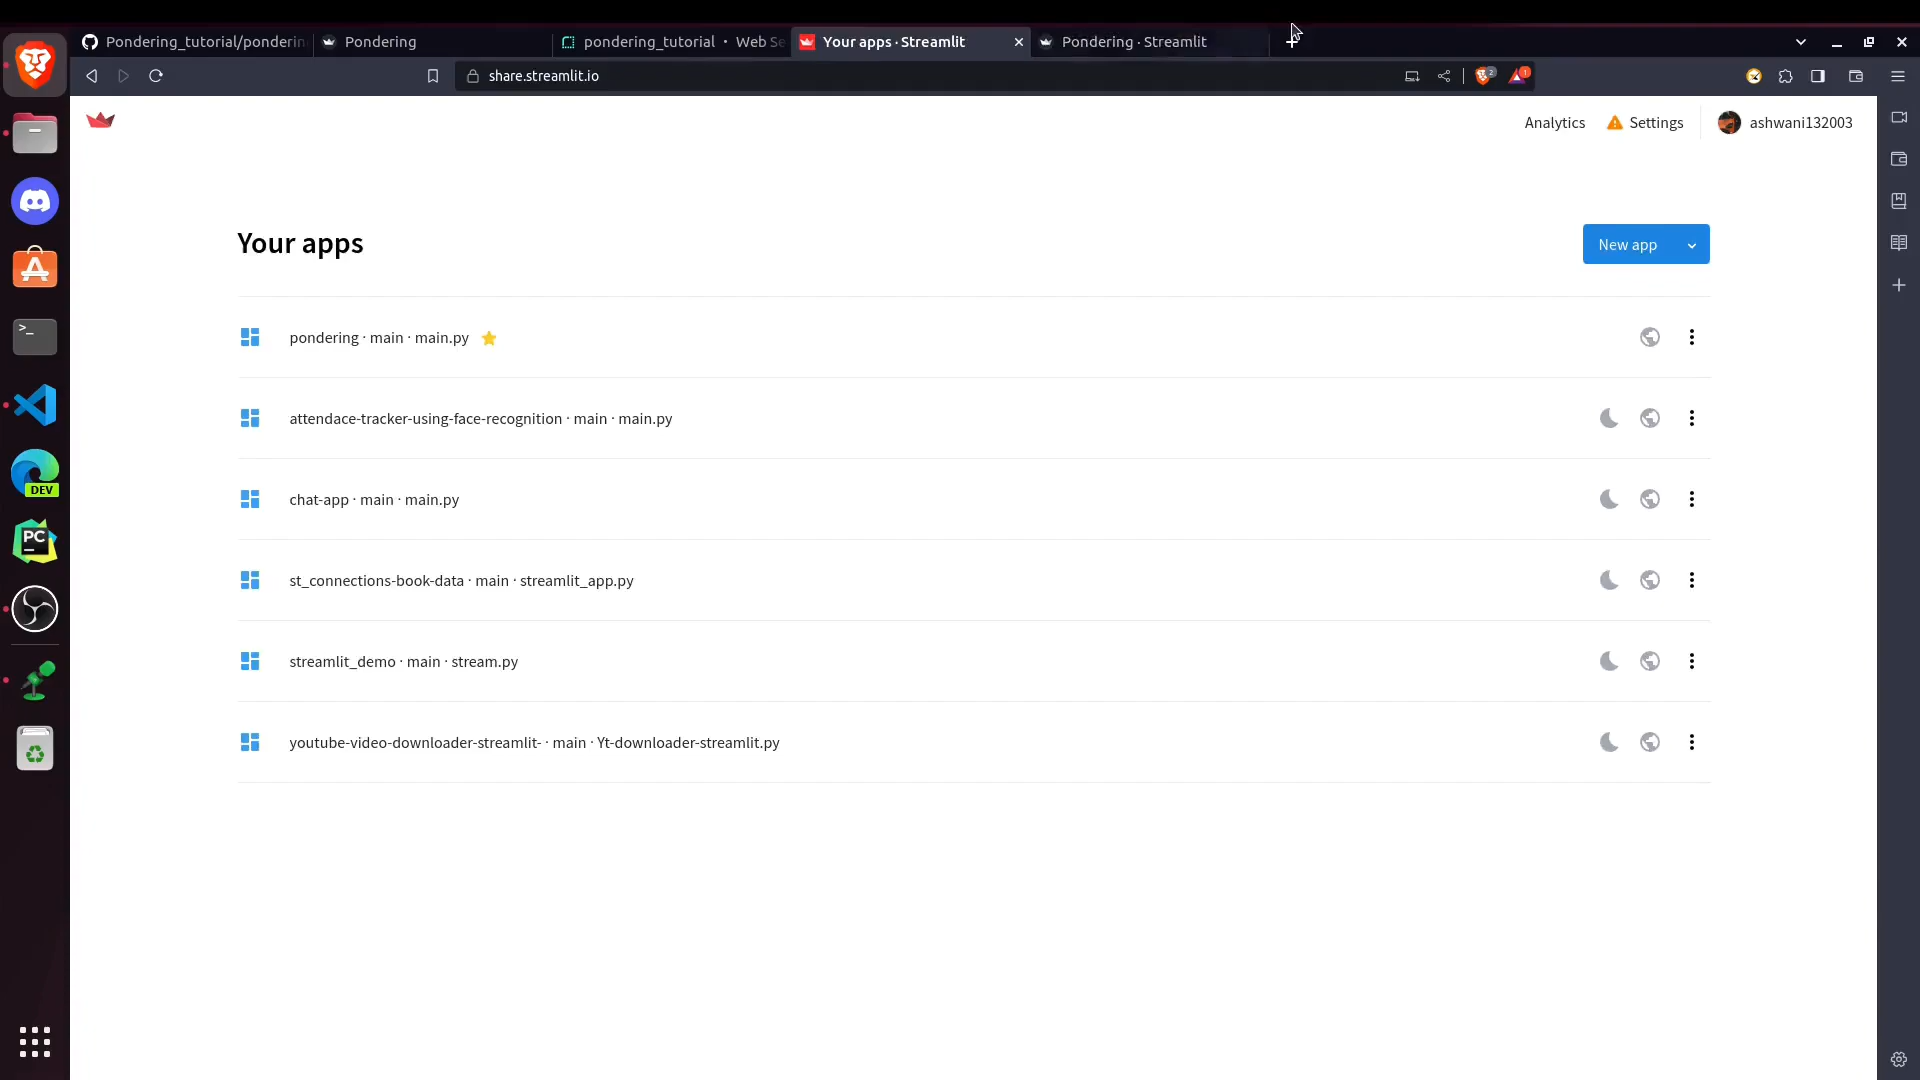 Pondering_tutorial/ponderin
Pondering
pondering_tutorial · Web Se
Your apps · Streamlit
Pondering · Streamlit
share.streamlit.io
2
1
Analytics
Settings
ashwani132003
Your apps
New app
pondering · main · main.py
attendace-tracker-using-face-recognition · main · main.py
chat-app · main · main.py
st_connections-book-data · main · streamlit_app.py
streamlit_demo · main · stream.py
youtube-video-downloader-streamlit- · main · Yt-downloader-streamlit.py
>_
DEV
PC